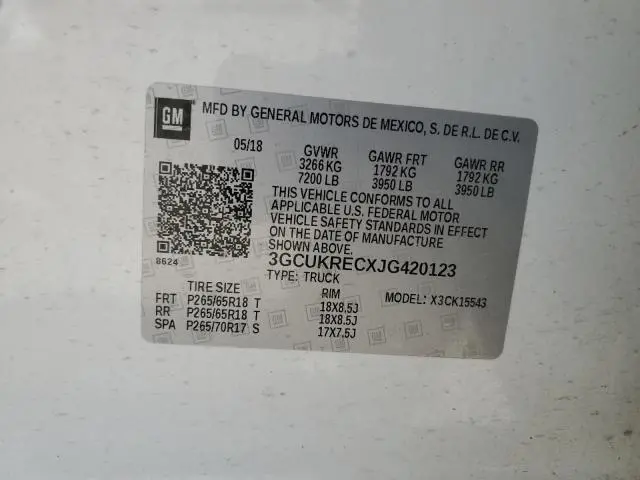 GM MFD BY GENERAL MOTORS DE MEXICO, S. DE R.L. DE C.V.
05/18 GVWR GAWR FRT GAWR RR
3266 KG 1792 KG 1792 KG
7200 LB 3950 LB 3950 LB
THIS VEHICLE CONFORMS TO ALL
APPLICABLE U.S. FEDERAL MOTOR
VEHICLE SAFETY STANDARDS IN EFFECT
ON THE DATE OF MANUFACTURE
SHOWN ABOVE.
8624 3GCUKRECXJG420123
TYPE: TRUCK
TIRE SIZE RIM MODEL: X3CK15543
FRT P265/65R18 T 18X8.5J
RR P265/65R18 T 18X8.5J
SPA P265/70R17 S 17X7.5J